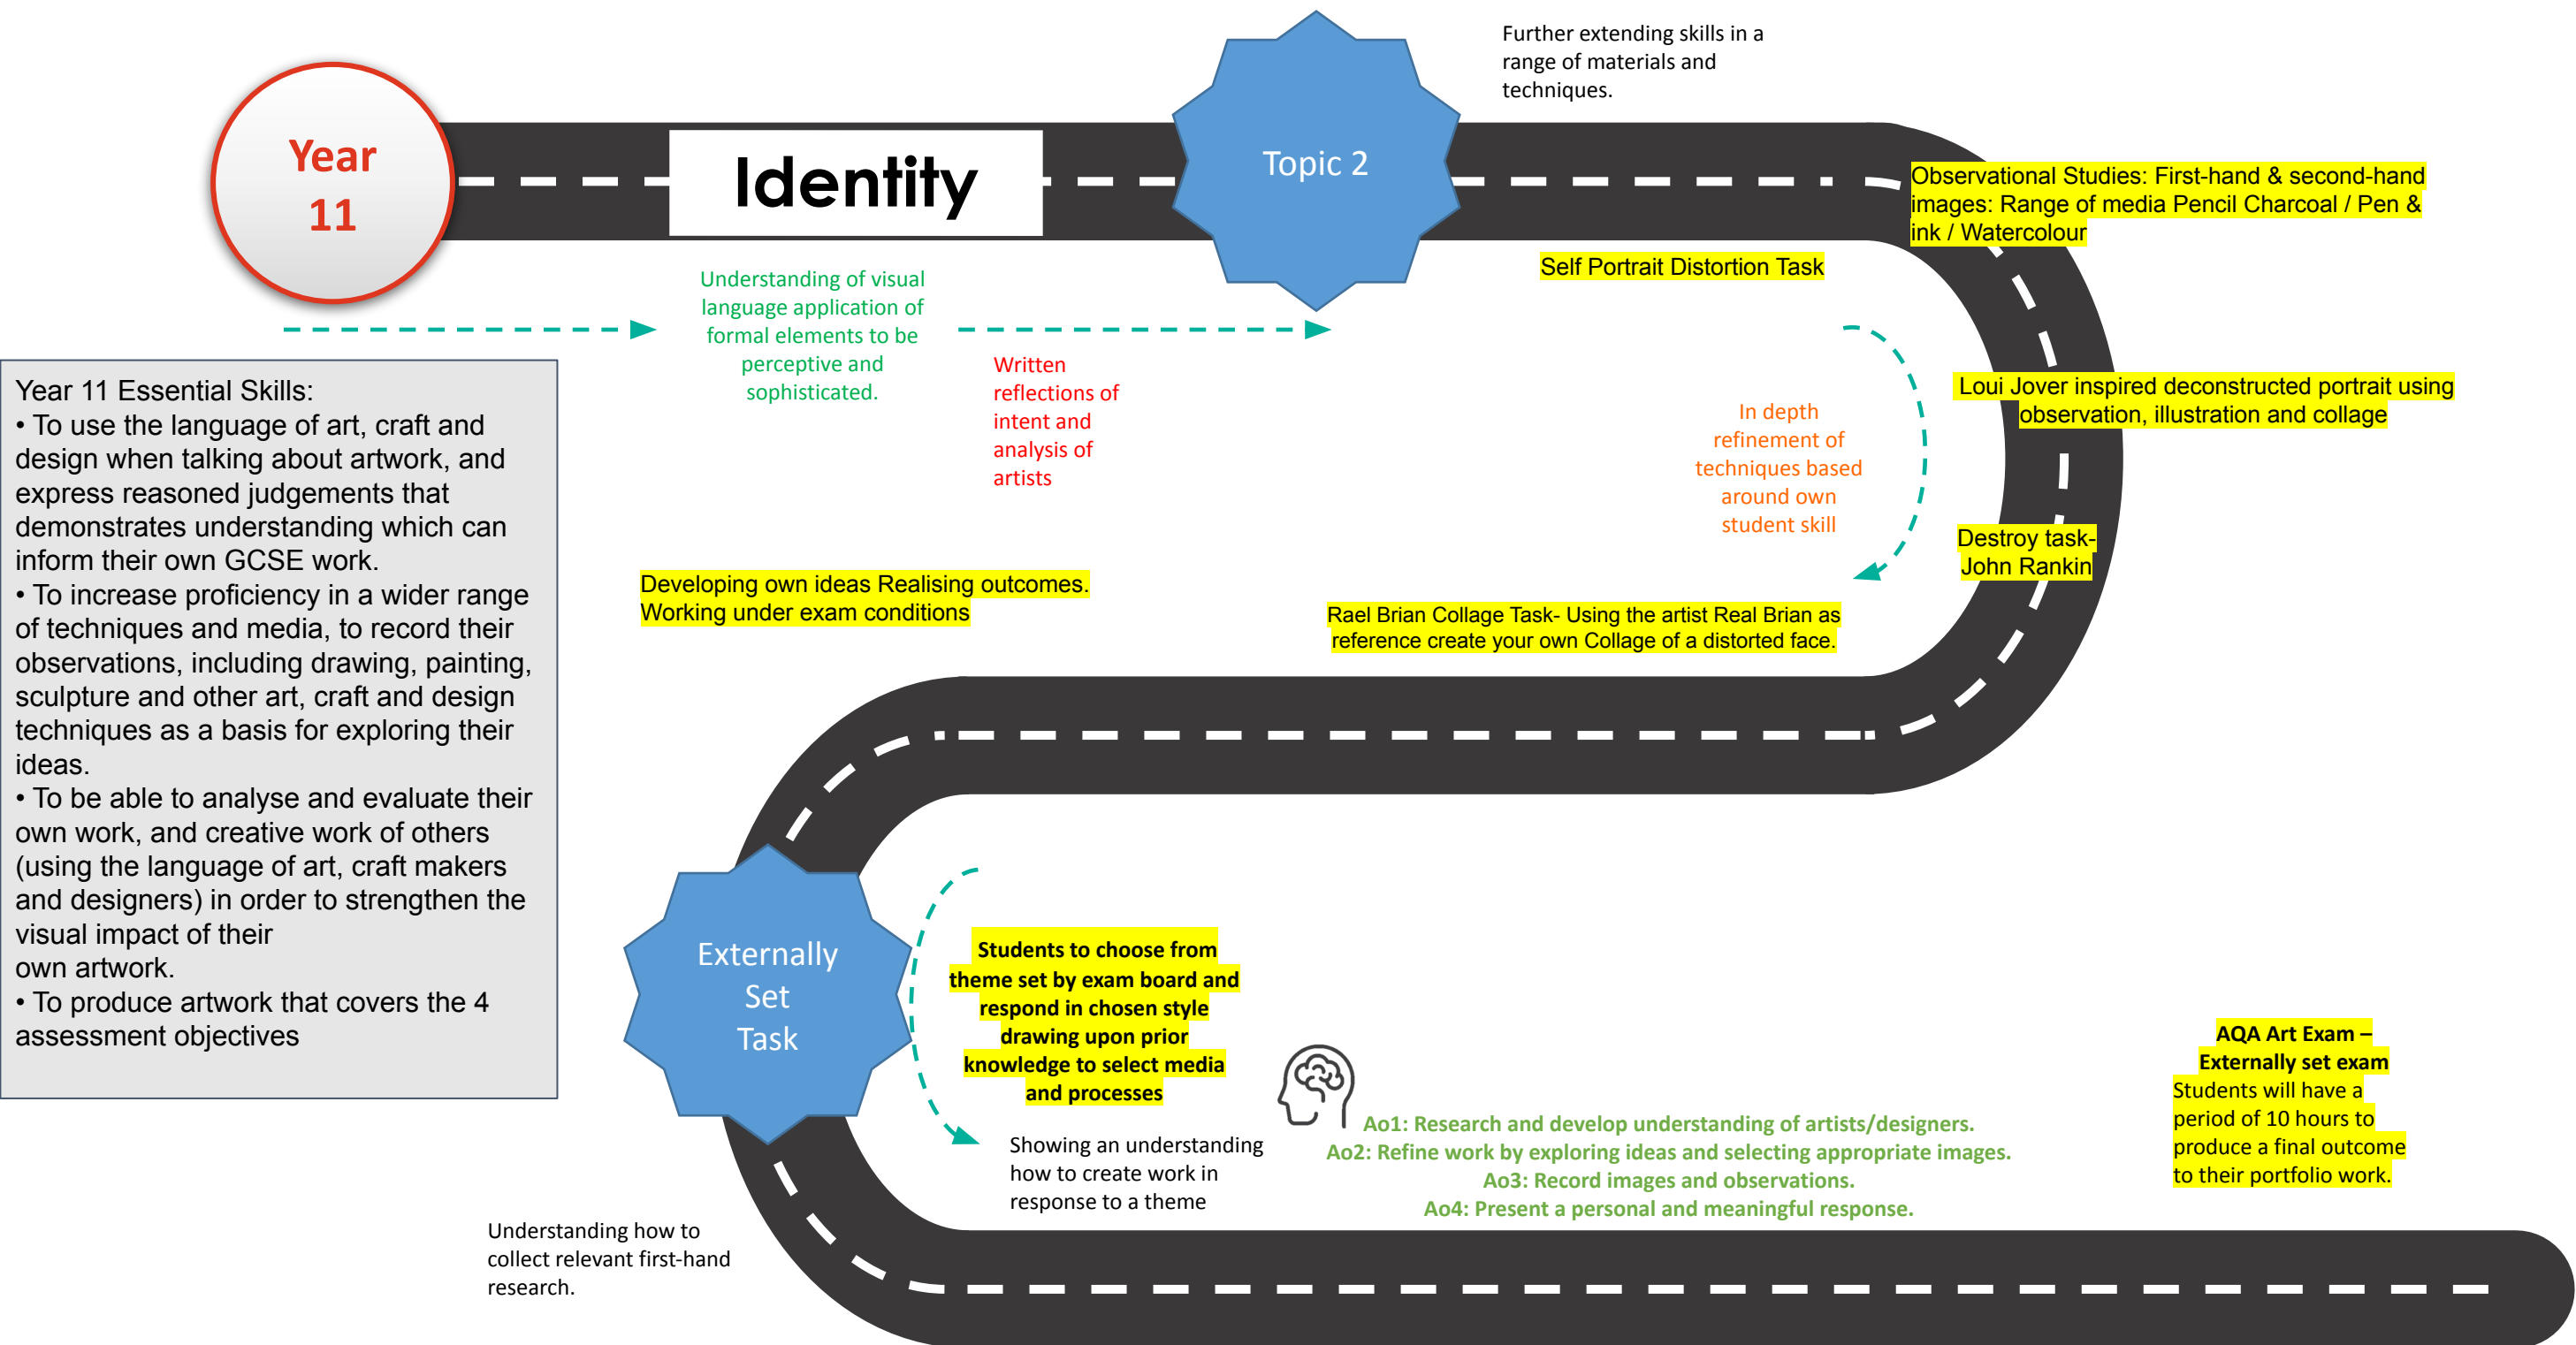 Year
11
Identity
Topic 2
Further extending skills in a
range of materials and
techniques.
Observational Studies: First-hand & second-hand
images: Range of media Pencil Charcoal / Pen &
ink / Watercolour
Self Portrait Distortion Task
Understanding of visual
language application of
formal elements to be
perceptive and
sophisticated.
Written
reflections of
intent and
analysis of
artists
Year 11 Essential Skills:
• To use the language of art, craft and
design when talking about artwork, and
express reasoned judgements that
demonstrates understanding which can
inform their own GCSE work.
• To increase proficiency in a wider range
of techniques and media, to record their
observations, including drawing, painting,
sculpture and other art, craft and design
techniques as a basis for exploring their
ideas.
• To be able to analyse and evaluate their
own work, and creative work of others
(using the language of art, craft makers
and designers) in order to strengthen the
visual impact of their
own artwork.
• To produce artwork that covers the 4
assessment objectives
Loui Jover inspired deconstructed portrait using
observation, illustration and collage
In depth
refinement of
techniques based
around own
student skill
Destroy task-
John Rankin
Developing own ideas Realising outcomes.
Working under exam conditions
Rael Brian Collage Task- Using the artist Real Brian as
reference create your own Collage of a distorted face.
Externally
Set
Task
Students to choose from
theme set by exam board and
respond in chosen style
drawing upon prior
knowledge to select media
and processes
Showing an understanding
how to create work in
response to a theme
Ao1: Research and develop understanding of artists/designers.
Ao2: Refine work by exploring ideas and selecting appropriate images.
Ao3: Record images and observations.
Ao4: Present a personal and meaningful response.
AQA Art Exam –
Externally set exam
Students will have a
period of 10 hours to
produce a final outcome
to their portfolio work.
Understanding how to
collect relevant first-hand
research.